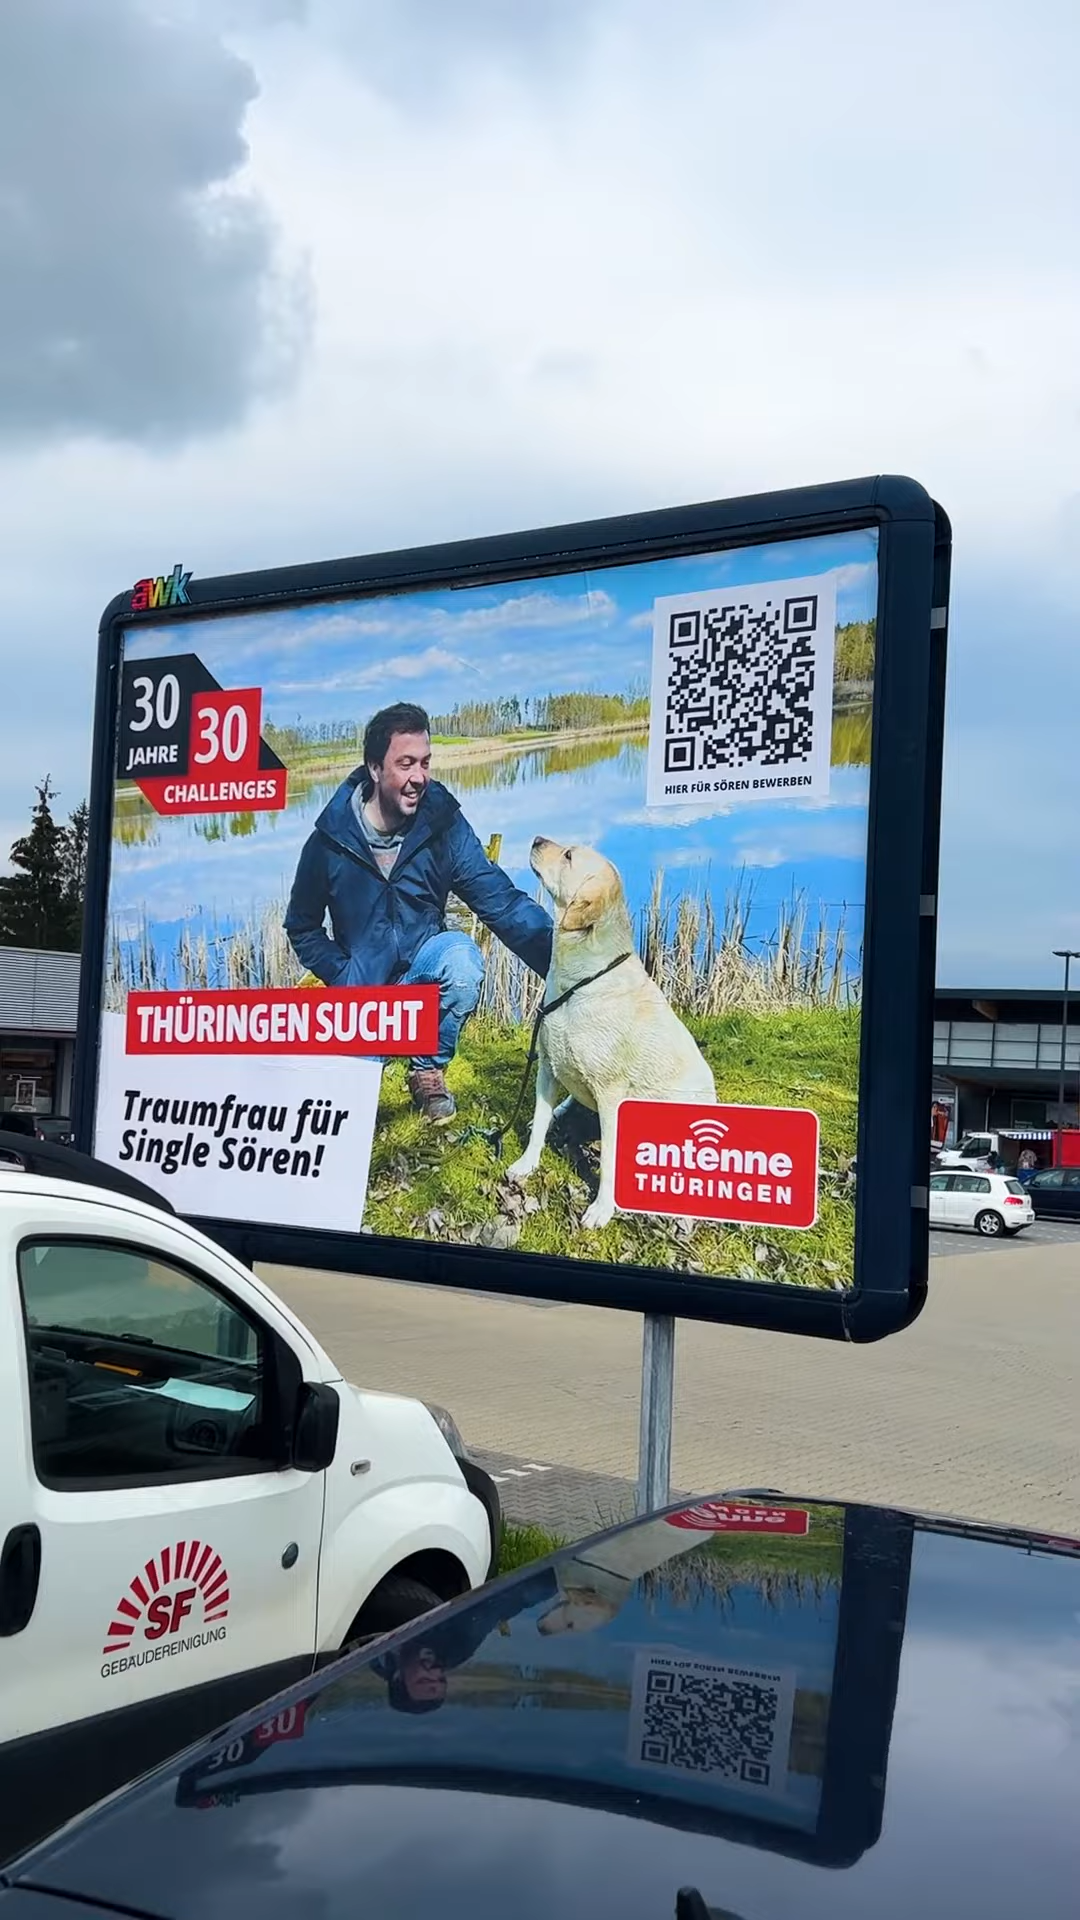 awk
30
JAHRE
30
CHALLENGES
HIER FÜR SÖREN BEWERBEN
THÜRINGEN SUCHT
Traumfrau für
Single Sören!
antenne
THÜRINGEN
SF
GEBÄUDEREINIGUNG